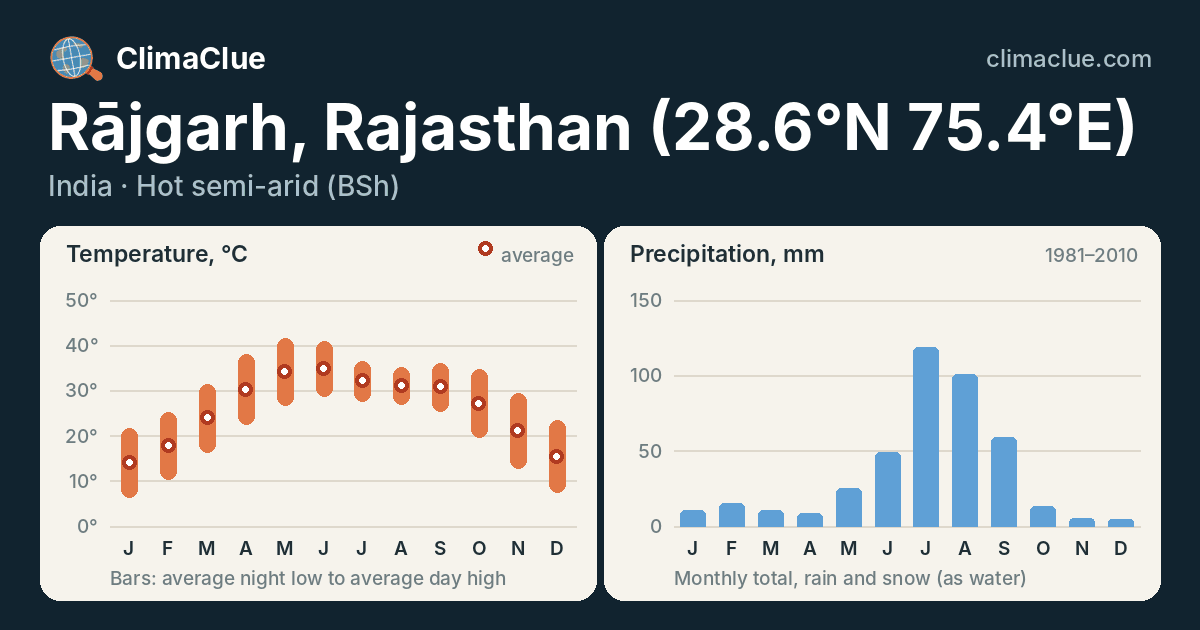 ClimaClue
climaclue.com
Rājgarh, Rajasthan (28.6°N 75.4°E)
India · Hot semi-arid (BSh)
Temperature, °C
average
50°
40°
30°
20°
10°
0°
J F M A M J J A S O N D
Bars: average night low to average day high
Precipitation, mm
1981–2010
150
100
50
0
J F M A M J J A S O N D
Monthly total, rain and snow (as water)